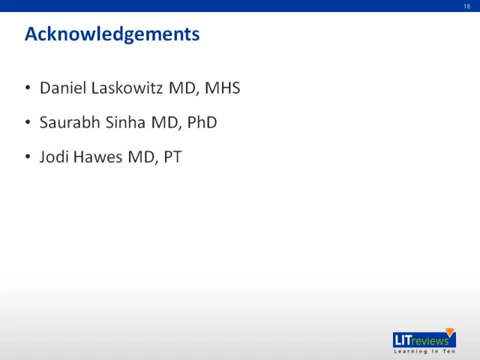 16
Acknowledgements
• Daniel Laskowitz MD, MHS
• Saurabh Sinha MD, PhD
• Jodi Hawes MD, PT
LITreviews
Learning In Ten